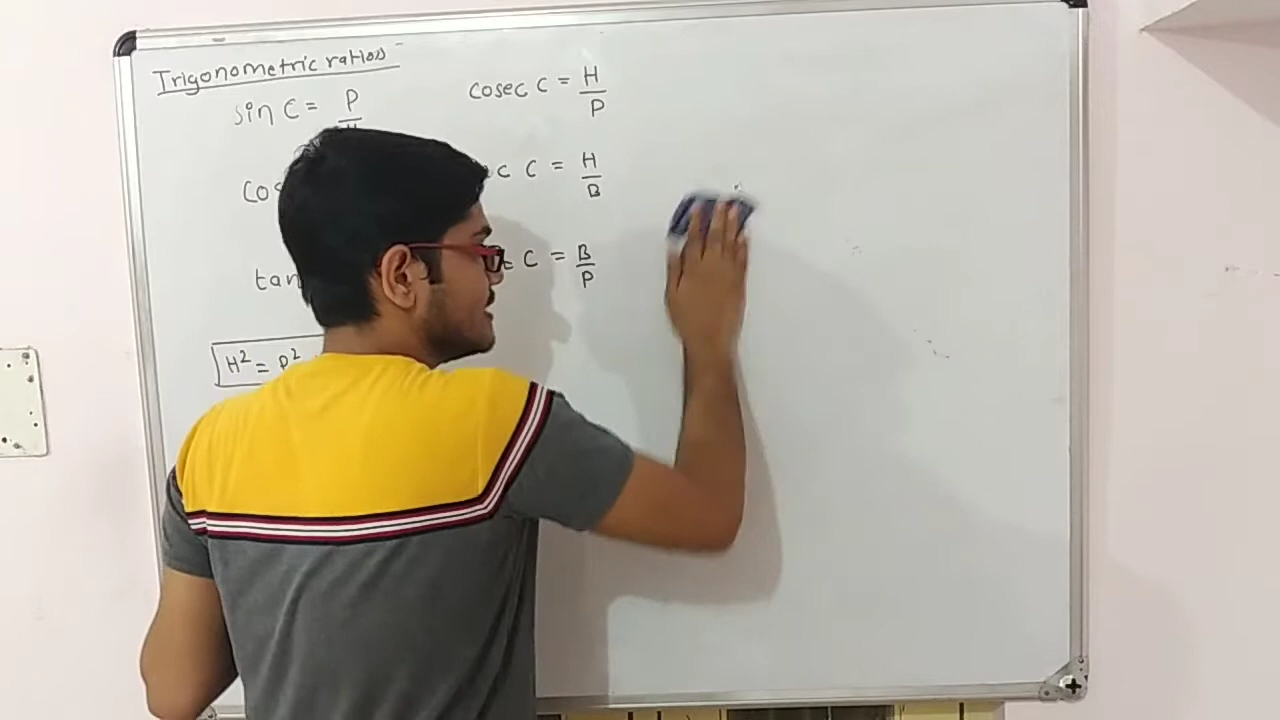 Trigonometric ratios
sin C = P
cosec C = H/P
cos
C = H/B
tan
C = B/P
H² = P²